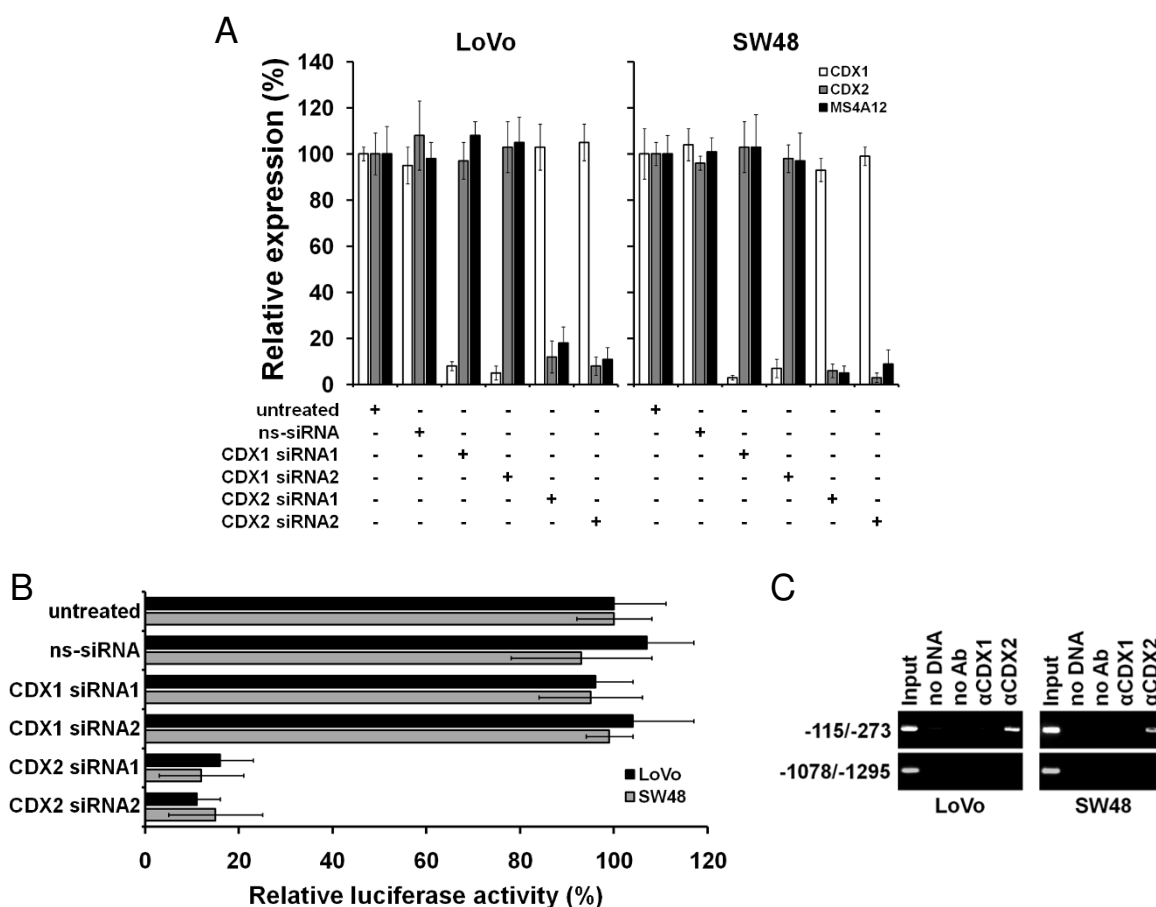 A
LoVo
SW48
Relative expression (%)
140
120
100
80
60
40
20
0
CDX1
CDX2
MS4A12
untreated + - - - - - + - - - - -
ns-siRNA - + - - - - - + - - - -
CDX1 siRNA1 - - + - - - - - + - - -
CDX1 siRNA2 - - - + - - - - - + - -
CDX2 siRNA1 - - - - + - - - - - + -
CDX2 siRNA2 - - - - - + - - - - - +
B
untreated
ns-siRNA
CDX1 siRNA1
CDX1 siRNA2
CDX2 siRNA1
CDX2 siRNA2
LoVo
SW48
0 20 40 60 80 100 120
Relative luciferase activity (%)
C
Input no DNA no Ab αCDX1 αCDX2 Input no DNA no Ab αCDX1 αCDX2
-115/-273
-1078/-1295
LoVo SW48